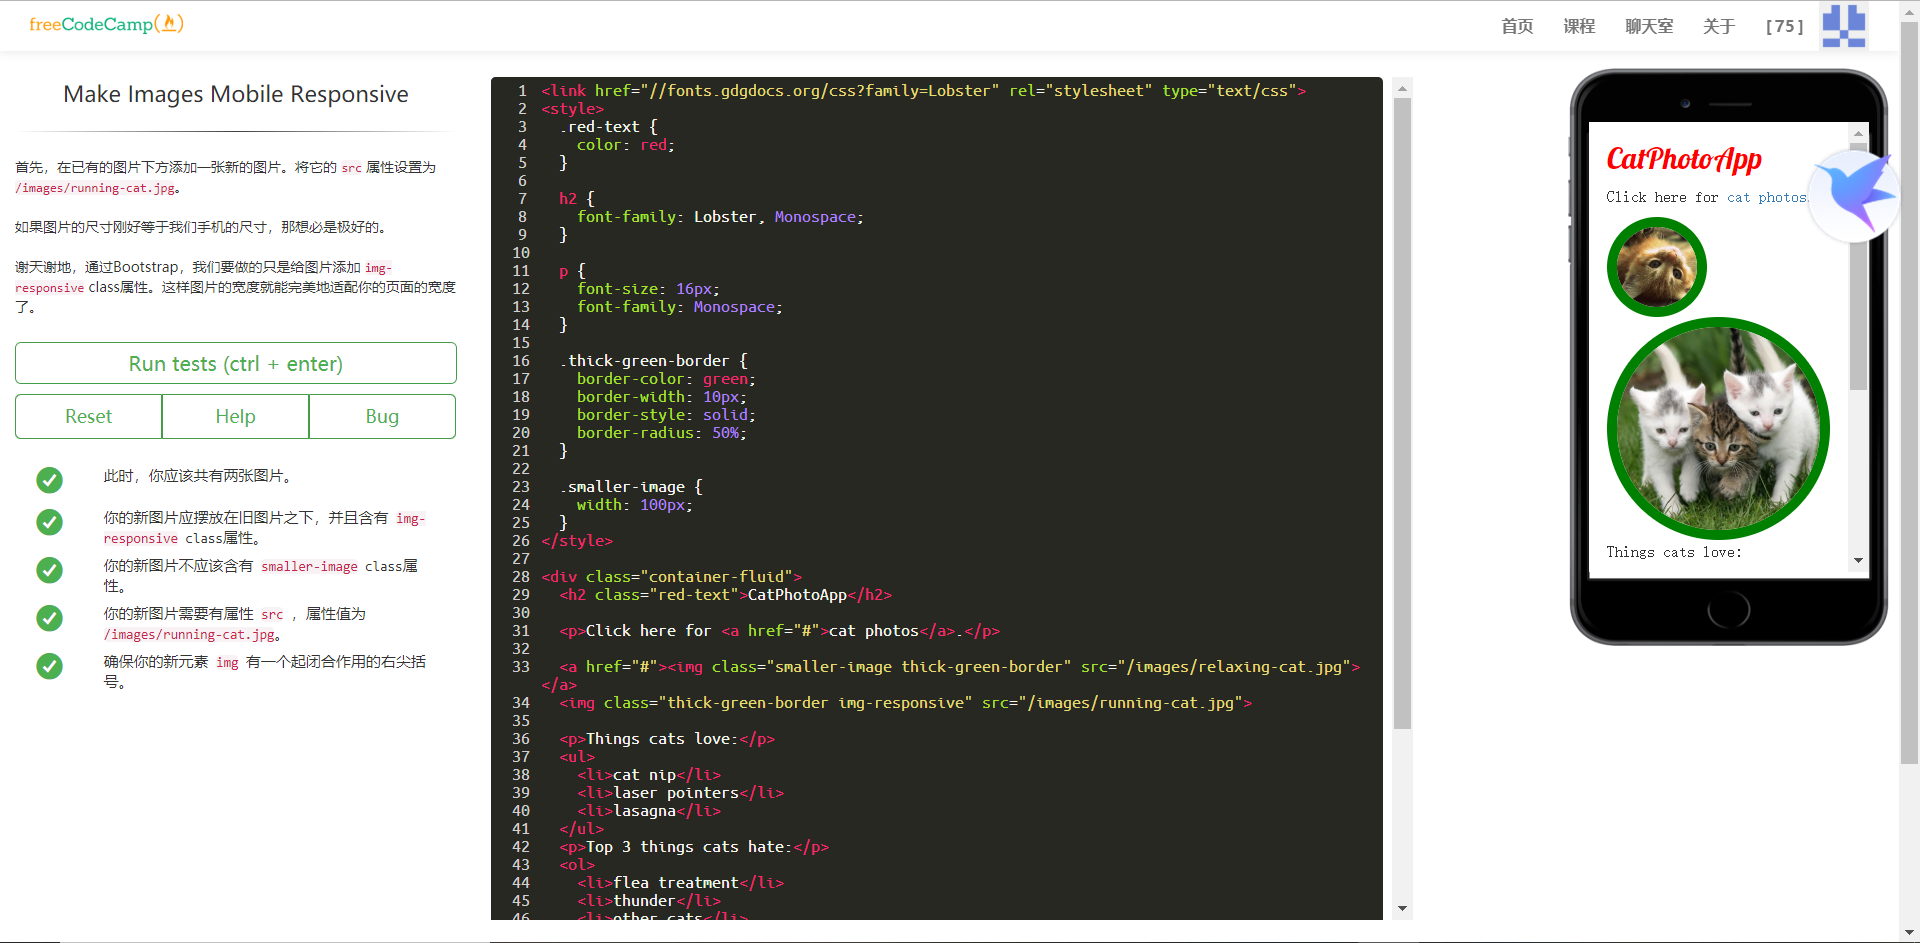 freeCodeCamp
首页 课程 聊天室 关于 [ 75 ]
Make Images Mobile Responsive
首先，在已有的图片下方添加一张新的图片。将它的 src 属性设置为
/images/running-cat.jpg。
如果图片的尺寸刚好等于我们手机的尺寸，那想必是极好的。
谢天谢地，通过Bootstrap，我们要做的只是给图片添加 img-
responsive class属性。这样图片的宽度就能完美地适配你的页面的宽度
了。
Run tests (ctrl + enter)
Reset Help Bug
此时，你应该共有两张图片。
你的新图片应摆放在旧图片之下，并且含有 img-
responsive class属性。
你的新图片不应该含有 smaller-image class属
性。
你的新图片需要有属性 src ，属性值为
/images/running-cat.jpg。
确保你的新元素 img 有一个起闭合作用的右尖括
号。
1 <link href="//fonts.gdgdocs.org/css?family=Lobster" rel="stylesheet" type="text/css">
2 <style>
3 .red-text {
4 color: red;
5 }
6
7 h2 {
8 font-family: Lobster, Monospace;
9 }
10
11 p {
12 font-size: 16px;
13 font-family: Monospace;
14 }
15
16 .thick-green-border {
17 border-color: green;
18 border-width: 10px;
19 border-style: solid;
20 border-radius: 50%;
21 }
22
23 .smaller-image {
24 width: 100px;
25 }
26 </style>
27
28 <div class="container-fluid">
29 <h2 class="red-text">CatPhotoApp</h2>
30
31 <p>Click here for <a href="#">cat photos</a>.</p>
32
33 <a href="#"><img class="smaller-image thick-green-border" src="/images/relaxing-cat.jpg">
</a>
34 <img class="thick-green-border img-responsive" src="/images/running-cat.jpg">
35
36 <p>Things cats love:</p>
37 <ul>
38 <li>cat nip</li>
39 <li>laser pointers</li>
40 <li>lasagna</li>
41 </ul>
42 <p>Top 3 things cats hate:</p>
43 <ol>
44 <li>flea treatment</li>
45 <li>thunder</li>
46 <li>other cats</li>
CatPhotoApp
Click here for cat photos.
Things cats love: